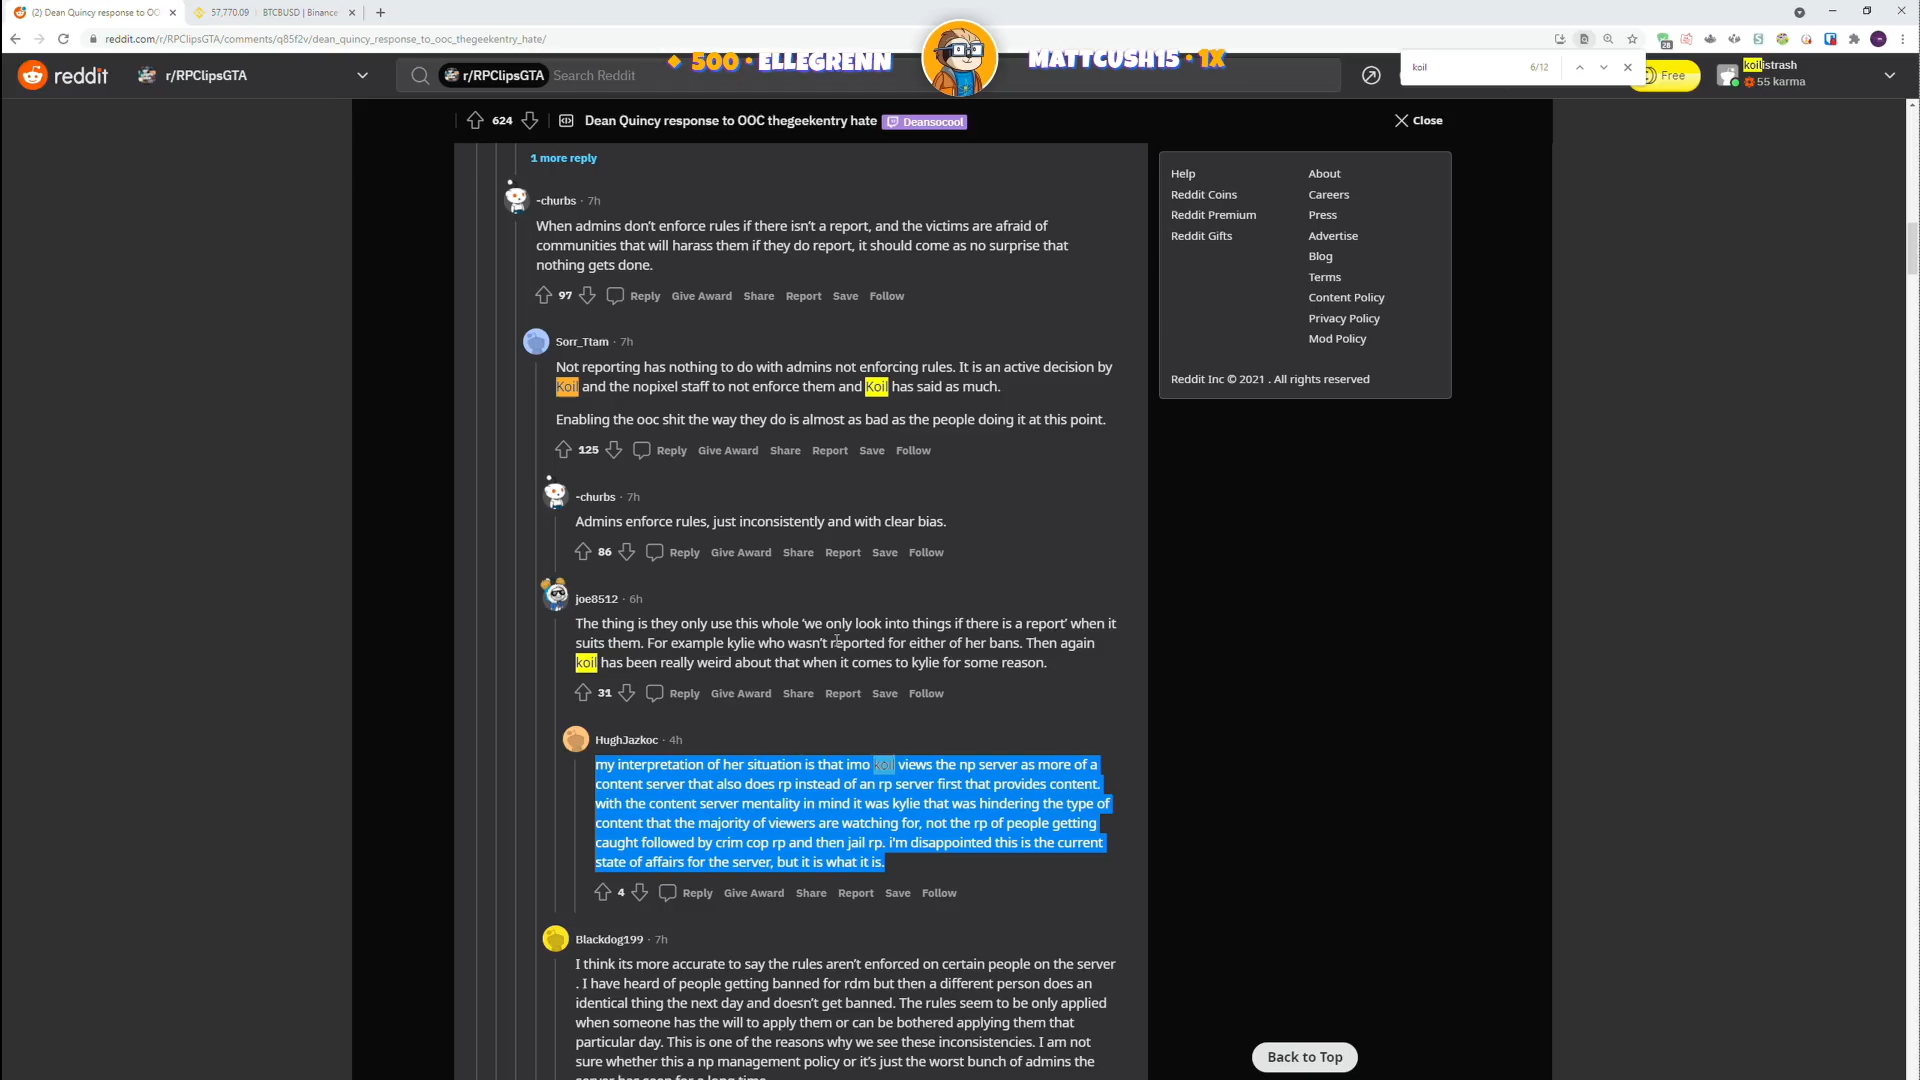 (2) Dean Quincy response to OO
57,770.09 | BTCBUSD | Binance
reddit.com/r/RPClipsGTA/comments/q85f2v/dean_quincy_response_to_ooc_thegeekentry_hate/
500 · ELLEGRENN
MATTCUSH15 · 1X
koil 6/12
28
reddit
r/RPClipsGTA
r/RPClipsGTA
Search Reddit
Free
koilistrash
55 karma
624
Dean Quincy response to OOC thegeekentry hate
Deansocool
Close
1 more reply
-churbs · 7h
When admins don't enforce rules if there isn't a report, and the victims are afraid of
communities that will harass them if they do report, it should come as no surprise that
nothing gets done.
97 Reply Give Award Share Report Save Follow
Sorr_Ttam · 7h
Not reporting has nothing to do with admins not enforcing rules. It is an active decision by
Koil and the nopixel staff to not enforce them and Koil has said as much.
Enabling the ooc shit the way they do is almost as bad as the people doing it at this point.
125 Reply Give Award Share Report Save Follow
-churbs · 7h
Admins enforce rules, just inconsistently and with clear bias.
86 Reply Give Award Share Report Save Follow
joe8512 · 6h
The thing is they only use this whole ‘we only look into things if there is a report’ when it
suits them. For example kylie who wasn't reported for either of her bans. Then again
koil has been really weird about that when it comes to kylie for some reason.
31 Reply Give Award Share Report Save Follow
HughJazkoc · 4h
my interpretation of her situation is that imo koil views the np server as more of a
content server that also does rp instead of an rp server first that provides content.
with the content server mentality in mind it was kylie that was hindering the type of
content that the majority of viewers are watching for, not the rp of people getting
caught followed by crim cop rp and then jail rp. i'm disappointed this is the current
state of affairs for the server, but it is what it is.
4 Reply Give Award Share Report Save Follow
Blackdog199 · 7h
I think its more accurate to say the rules aren't enforced on certain people on the server
. I have heard of people getting banned for rdm but then a different person does an
identical thing the next day and doesn't get banned. The rules seem to be only applied
when someone has the will to apply them or can be bothered applying them that
particular day. This is one of the reasons why we see these inconsistencies. I am not
sure whether this a np management policy or it's just the worst bunch of admins the
server has seen for a long time
Help
Reddit Coins
Reddit Premium
Reddit Gifts
About
Careers
Press
Advertise
Blog
Terms
Content Policy
Privacy Policy
Mod Policy
Reddit Inc © 2021 . All rights reserved
Back to Top